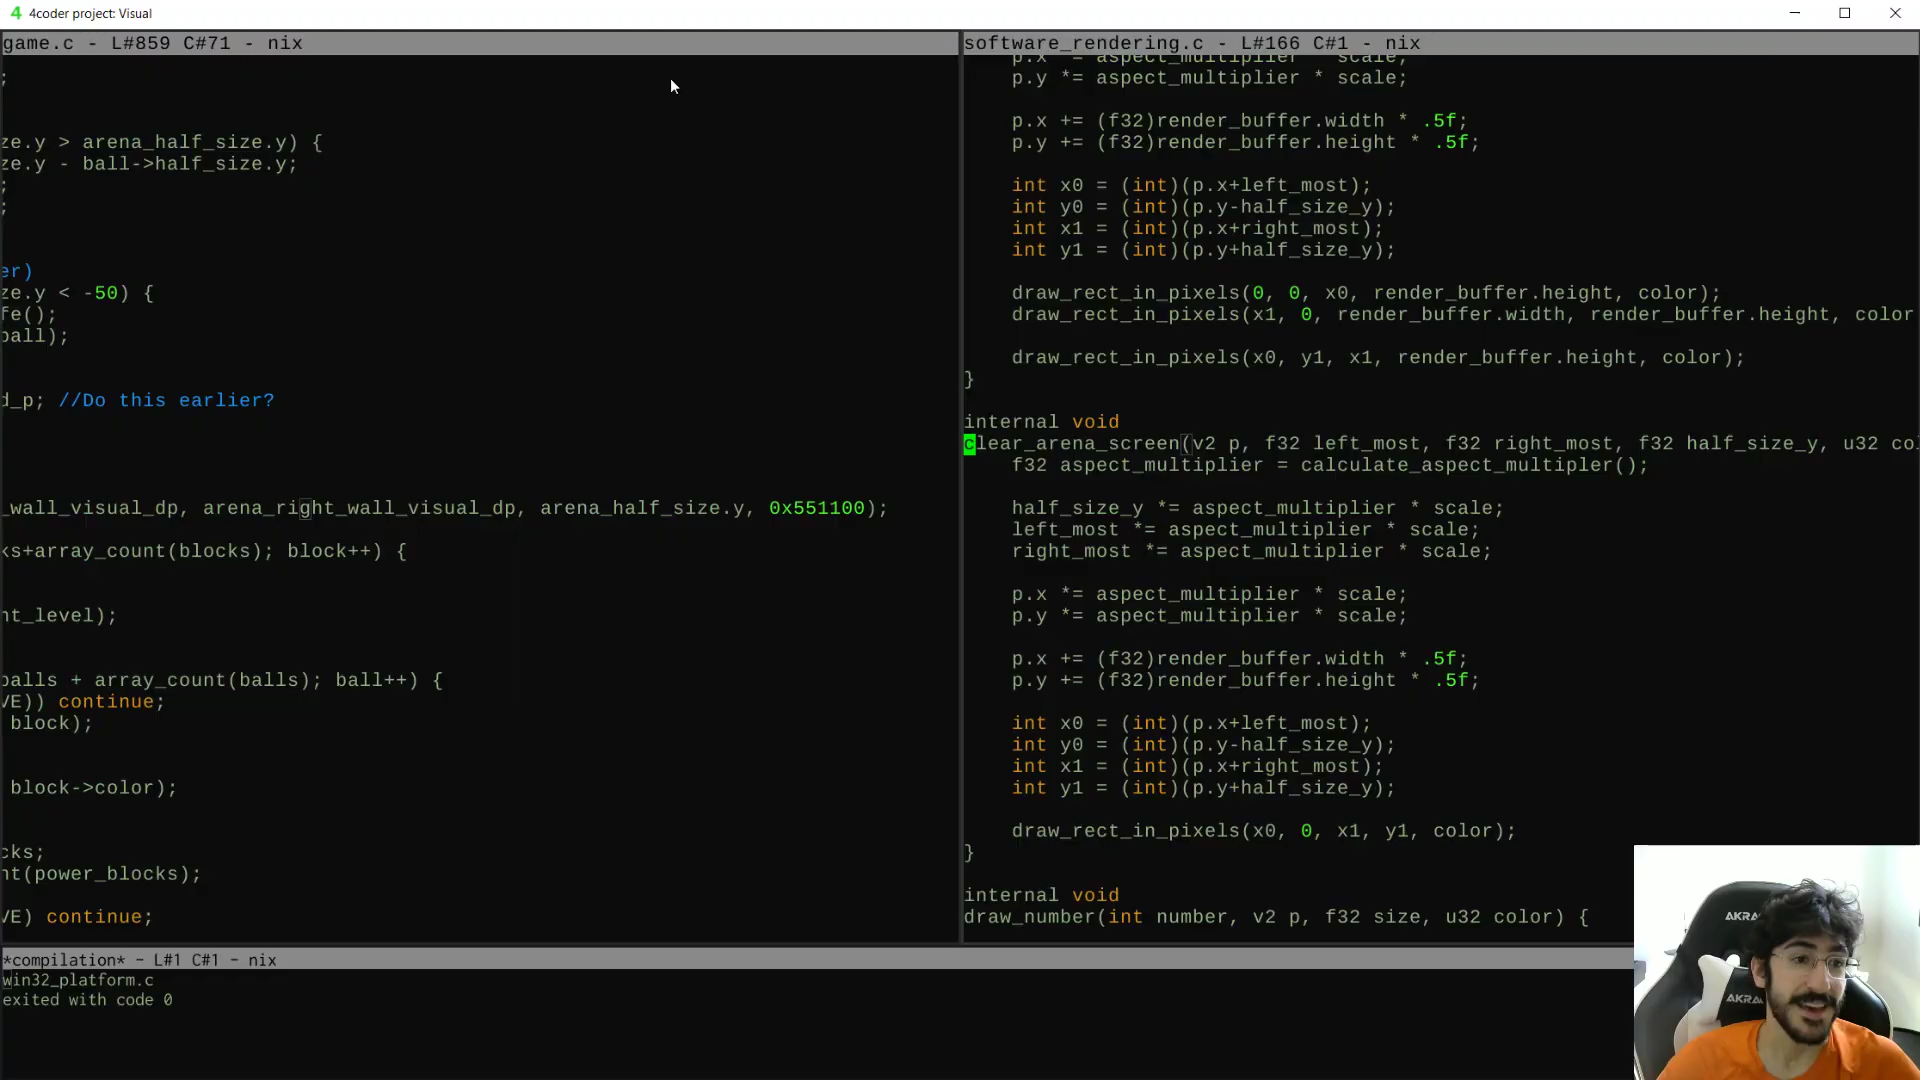 4 4coder project: Visual
game.c - L#859 C#71 - nix
;
ze.y > arena_half_size.y) {
ze.y - ball->half_size.y;
;
;
er)
ze.y < -50) {
fe();
ball);
d_p; //Do this earlier?
_wall_visual_dp, arena_right_wall_visual_dp, arena_half_size.y, 0x551100);
ks+array_count(blocks); block++) {
nt_level);
balls + array_count(balls); ball++) {
VE)) continue;
block);
block->color);
cks;
nt(power_blocks);
VE) continue;
software_rendering.c - L#166 C#1 - nix
p.x *= aspect_multiplier * scale;
p.y *= aspect_multiplier * scale;
p.x += (f32)render_buffer.width * .5f;
p.y += (f32)render_buffer.height * .5f;
int x0 = (int)(p.x+left_most);
int y0 = (int)(p.y-half_size_y);
int x1 = (int)(p.x+right_most);
int y1 = (int)(p.y+half_size_y);
draw_rect_in_pixels(0, 0, x0, render_buffer.height, color);
draw_rect_in_pixels(x1, 0, render_buffer.width, render_buffer.height, color
draw_rect_in_pixels(x0, y1, x1, render_buffer.height, color);
}
internal void
clear_arena_screen(v2 p, f32 left_most, f32 right_most, f32 half_size_y, u32 co
f32 aspect_multiplier = calculate_aspect_multipler();
half_size_y *= aspect_multiplier * scale;
left_most *= aspect_multiplier * scale;
right_most *= aspect_multiplier * scale;
p.x *= aspect_multiplier * scale;
p.y *= aspect_multiplier * scale;
p.x += (f32)render_buffer.width * .5f;
p.y += (f32)render_buffer.height * .5f;
int x0 = (int)(p.x+left_most);
int y0 = (int)(p.y-half_size_y);
int x1 = (int)(p.x+right_most);
int y1 = (int)(p.y+half_size_y);
draw_rect_in_pixels(x0, 0, x1, y1, color);
}
internal void
draw_number(int number, v2 p, f32 size, u32 color) {
*compilation* - L#1 C#1 - nix
win32_platform.c
exited with code 0
AKRA
AKRA